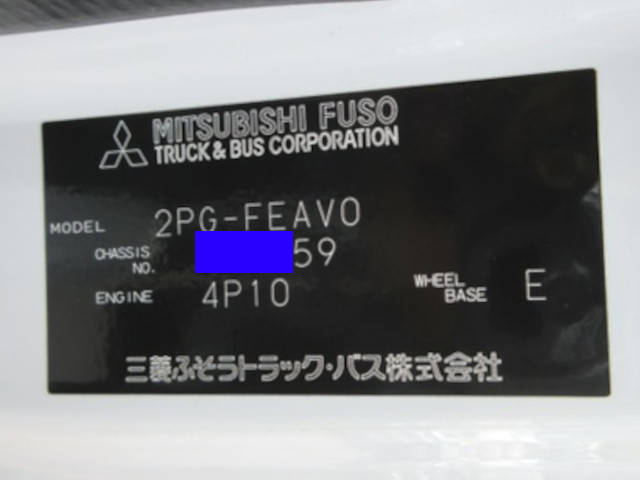 MITSUBISHI FUSO
TRUCK & BUS CORPORATION
MODEL 2PG-FEAV0
CHASSIS NO. 59
ENGINE 4P10 WHEEL BASE E
三菱ふそうトラック・バス株式会社